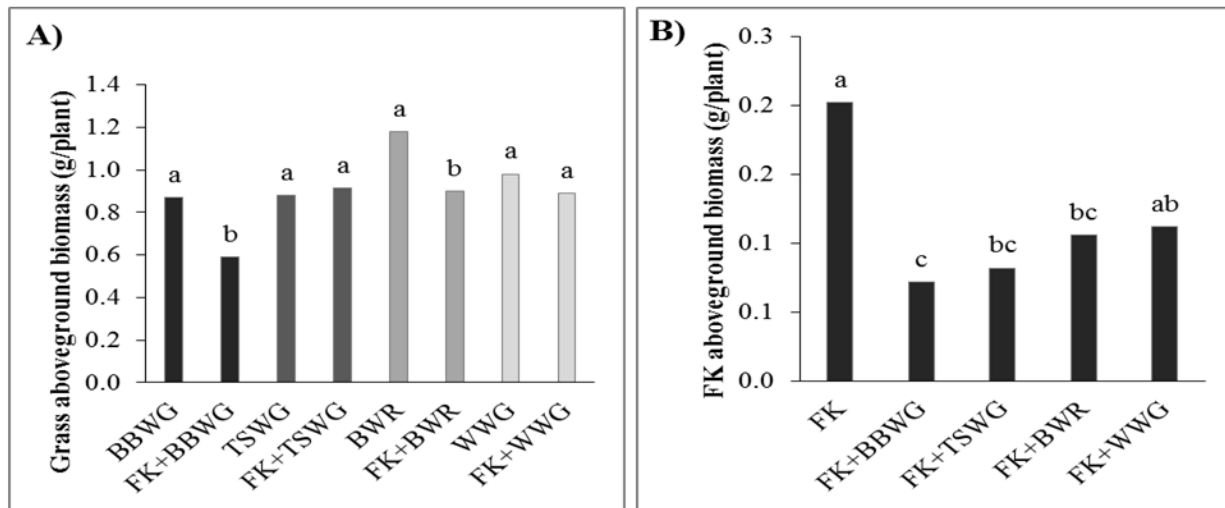 A)
Grass aboveground biomass (g/plant)
1.4
1.2
1.0
0.8
0.6
0.4
0.2
0.0
a
b
a
a
a
b
a
a
BBWG
FK+BBWG
TSWG
FK+TSWG
BWR
FK+BWR
WWG
FK+WWG
B)
FK aboveground biomass (g/plant)
0.3
0.2
0.2
0.1
0.1
0.0
a
c
bc
bc
ab
FK
FK+BBWG
FK+TSWG
FK+BWR
FK+WWG